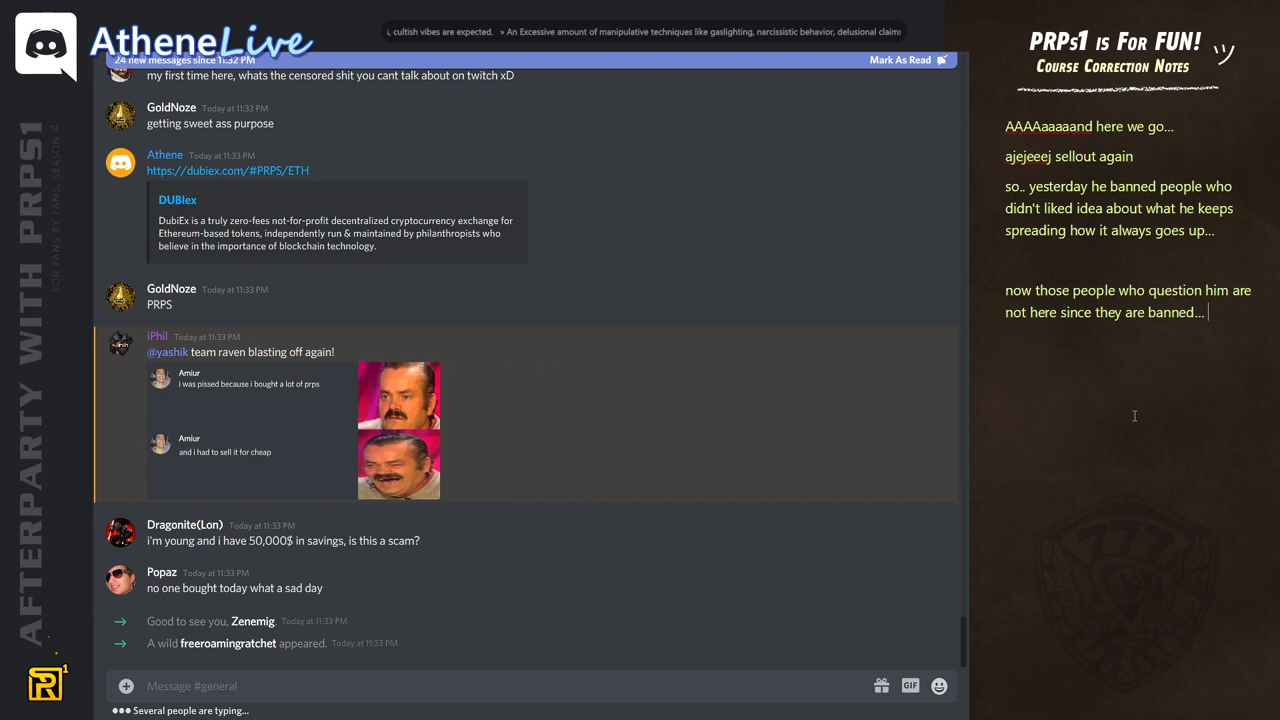 AtheneLive
, cultish vibes are expected. » An Excessive amount of manipulative techniques like gaslighting, narcissistic behavior, delusional claims
24 new messages since 11:32 PM
Mark As Read
my first time here, whats the censored shit you cant talk about on twitch xD
GoldNoze Today at 11:33 PM
getting sweet ass purpose
Athene Today at 11:33 PM
https://dubiex.com/#PRPS/ETH
DUBIex
DubiEx is a truly zero-fees not-for-profit decentralized cryptocurrency exchange for
Ethereum-based tokens, independently run & maintained by philanthropists who
believe in the importance of blockchain technology.
GoldNoze Today at 11:33 PM
PRPS
iPhil Today at 11:33 PM
@yashik team raven blasting off again!
Amiur
i was pissed because i bought a lot of prps
Amiur
and i had to sell it for cheap
Dragonite(Lon) Today at 11:33 PM
i'm young and i have 50,000$ in savings, is this a scam?
Popaz Today at 11:33 PM
no one bought today what a sad day
Good to see you, Zenemig. Today at 11:33 PM
A wild freeroamingratchet appeared. Today at 11:33 PM
Message #general
GIF
Several people are typing...
AFTERPARTY WITH PRPS1
FOR FANS BY FANS, SEASON 4
R1
PRPs1 is For FUN! ツ
Course Correction Notes
AAAAaaaaand here we go...
ajejeeej sellout again
so.. yesterday he banned people who
didn't liked idea about what he keeps
spreading how it always goes up...
now those people who question him are
not here since they are banned...